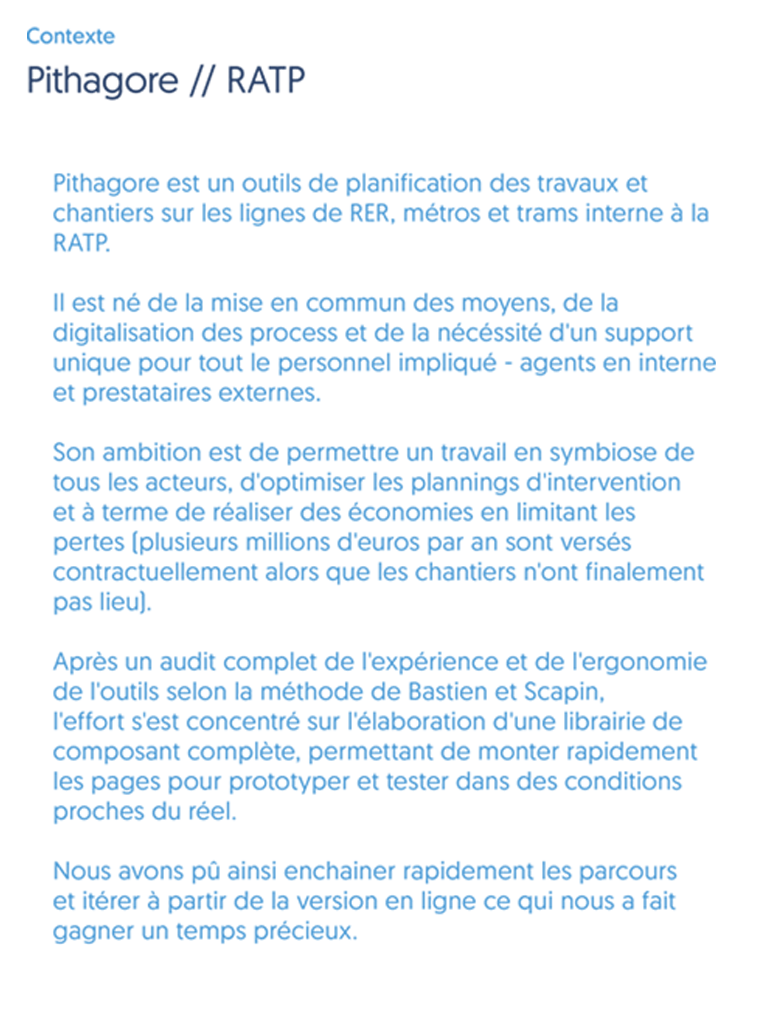 Contexte
Pithagore // RATP
Pithagore est un outils de planification des travaux et
chantiers sur les lignes de RER, métros et trams interne à la
RATP.
Il est né de la mise en commun des moyens, de la
digitalisation des process et de la nécéssité d'un support
unique pour tout le personnel impliqué - agents en interne
et prestataires externes.
Son ambition est de permettre un travail en symbiose de
tous les acteurs, d'optimiser les plannings d'intervention
et à terme de réaliser des économies en limitant les
pertes (plusieurs millions d'euros par an sont versés
contractuellement alors que les chantiers n'ont finalement
pas lieu).
Après un audit complet de l'expérience et de l'ergonomie
de l'outils selon la méthode de Bastien et Scapin,
l'effort s'est concentré sur l'élaboration d'une librairie de
composant complète, permettant de monter rapidement
les pages pour prototyper et tester dans des conditions
proches du réel.
Nous avons pû ainsi enchainer rapidement les parcours
et itérer à partir de la version en ligne ce qui nous a fait
gagner un temps précieux.